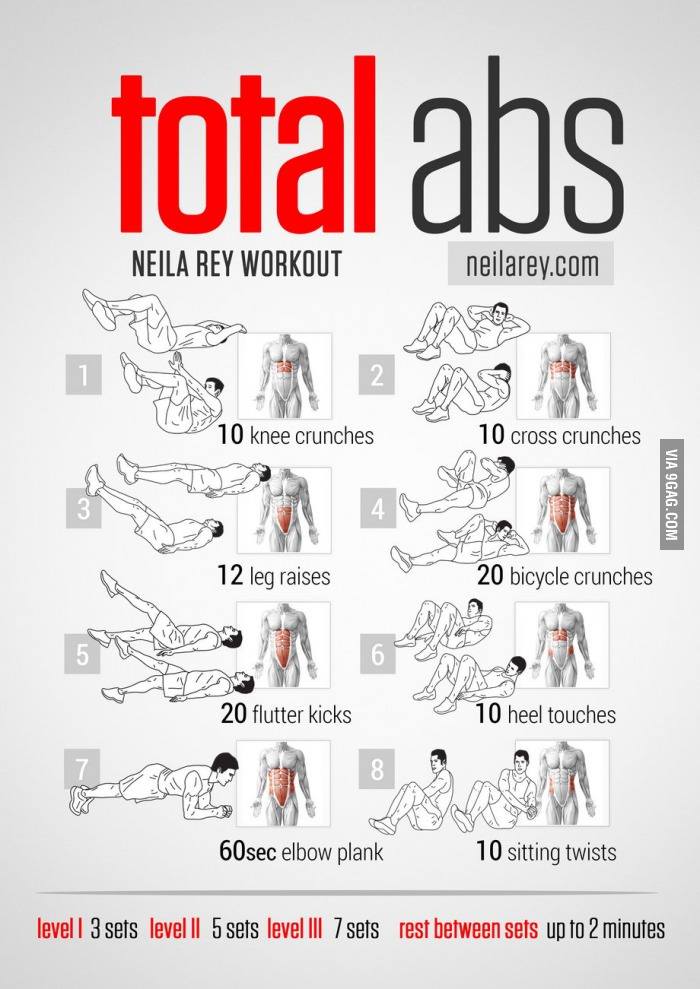 total abs
NEILA REY WORKOUT
neilarey.com
1
10 knee crunches
2
10 cross crunches
3
12 leg raises
4
20 bicycle crunches
5
20 flutter kicks
6
10 heel touches
7
60sec elbow plank
8
10 sitting twists
level I 3 sets level II 5 sets level III 7 sets rest between sets up to 2 minutes
VIA 9GAG.COM